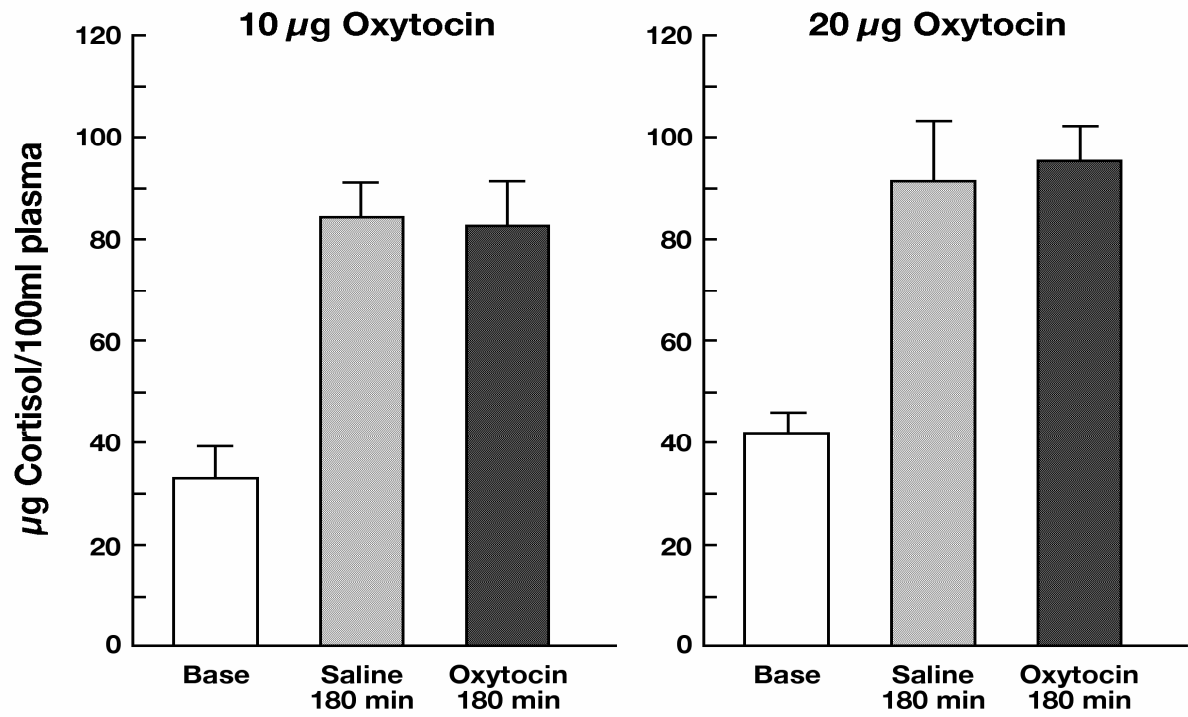 10 µg Oxytocin
µg Cortisol/100ml plasma
120
100
80
60
40
20
0
Base
Saline
180 min
Oxytocin
180 min
20 µg Oxytocin
120
100
80
60
40
20
0
Base
Saline
180 min
Oxytocin
180 min